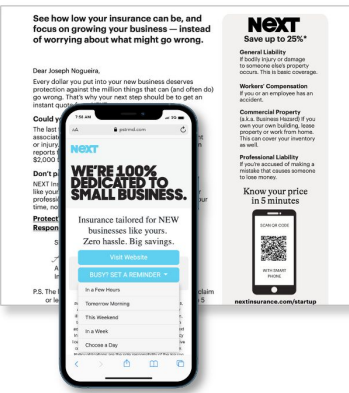 See how low your insurance can be, and
focus on growing your business — instead
of worrying about what might go wrong.
Dear Joseph Nogueira,
Every dollar you put into your new business deserves
protection against the million things that can (and often do)
go wrong. That's why your next step should be to get an
instant quote
Could
The last
associat
or injury.
reports
$2,000
Don't p
NEXT In
like your
professi
time, no
Protect
Respon
P.S. The
or le
claim
7:51 AM
3G
AA
petrmd.com
NEXT
WE'RE 100%
DEDICATED TO
SMALL BUSINESS.
Insurance tailored for NEW
businesses like yours.
Zero hassle. Big savings.
Visit Website
BUSY? SET A REMINDER
In a Few Hours
Tomorrow Morning
This Weekend
In a Week
Choose a Day
NEXT
Save up to 25%*
General Liability
If bodily injury or damage
to someone else's property
occurs. This is basic coverage.
Workers' Compensation
If you or an employee has an
accident.
Commercial Property
(a.k.a. Business Hazard) If you
own your own building, lease
property or work from home.
This can cover your inventory
as well.
Professional Liability
If you're accused of making a
mistake that causes someone
to lose money.
Know your price
in 5 minutes
SCAN QR CODE
WITH SMART
PHONE
nextinsurance.com/startup